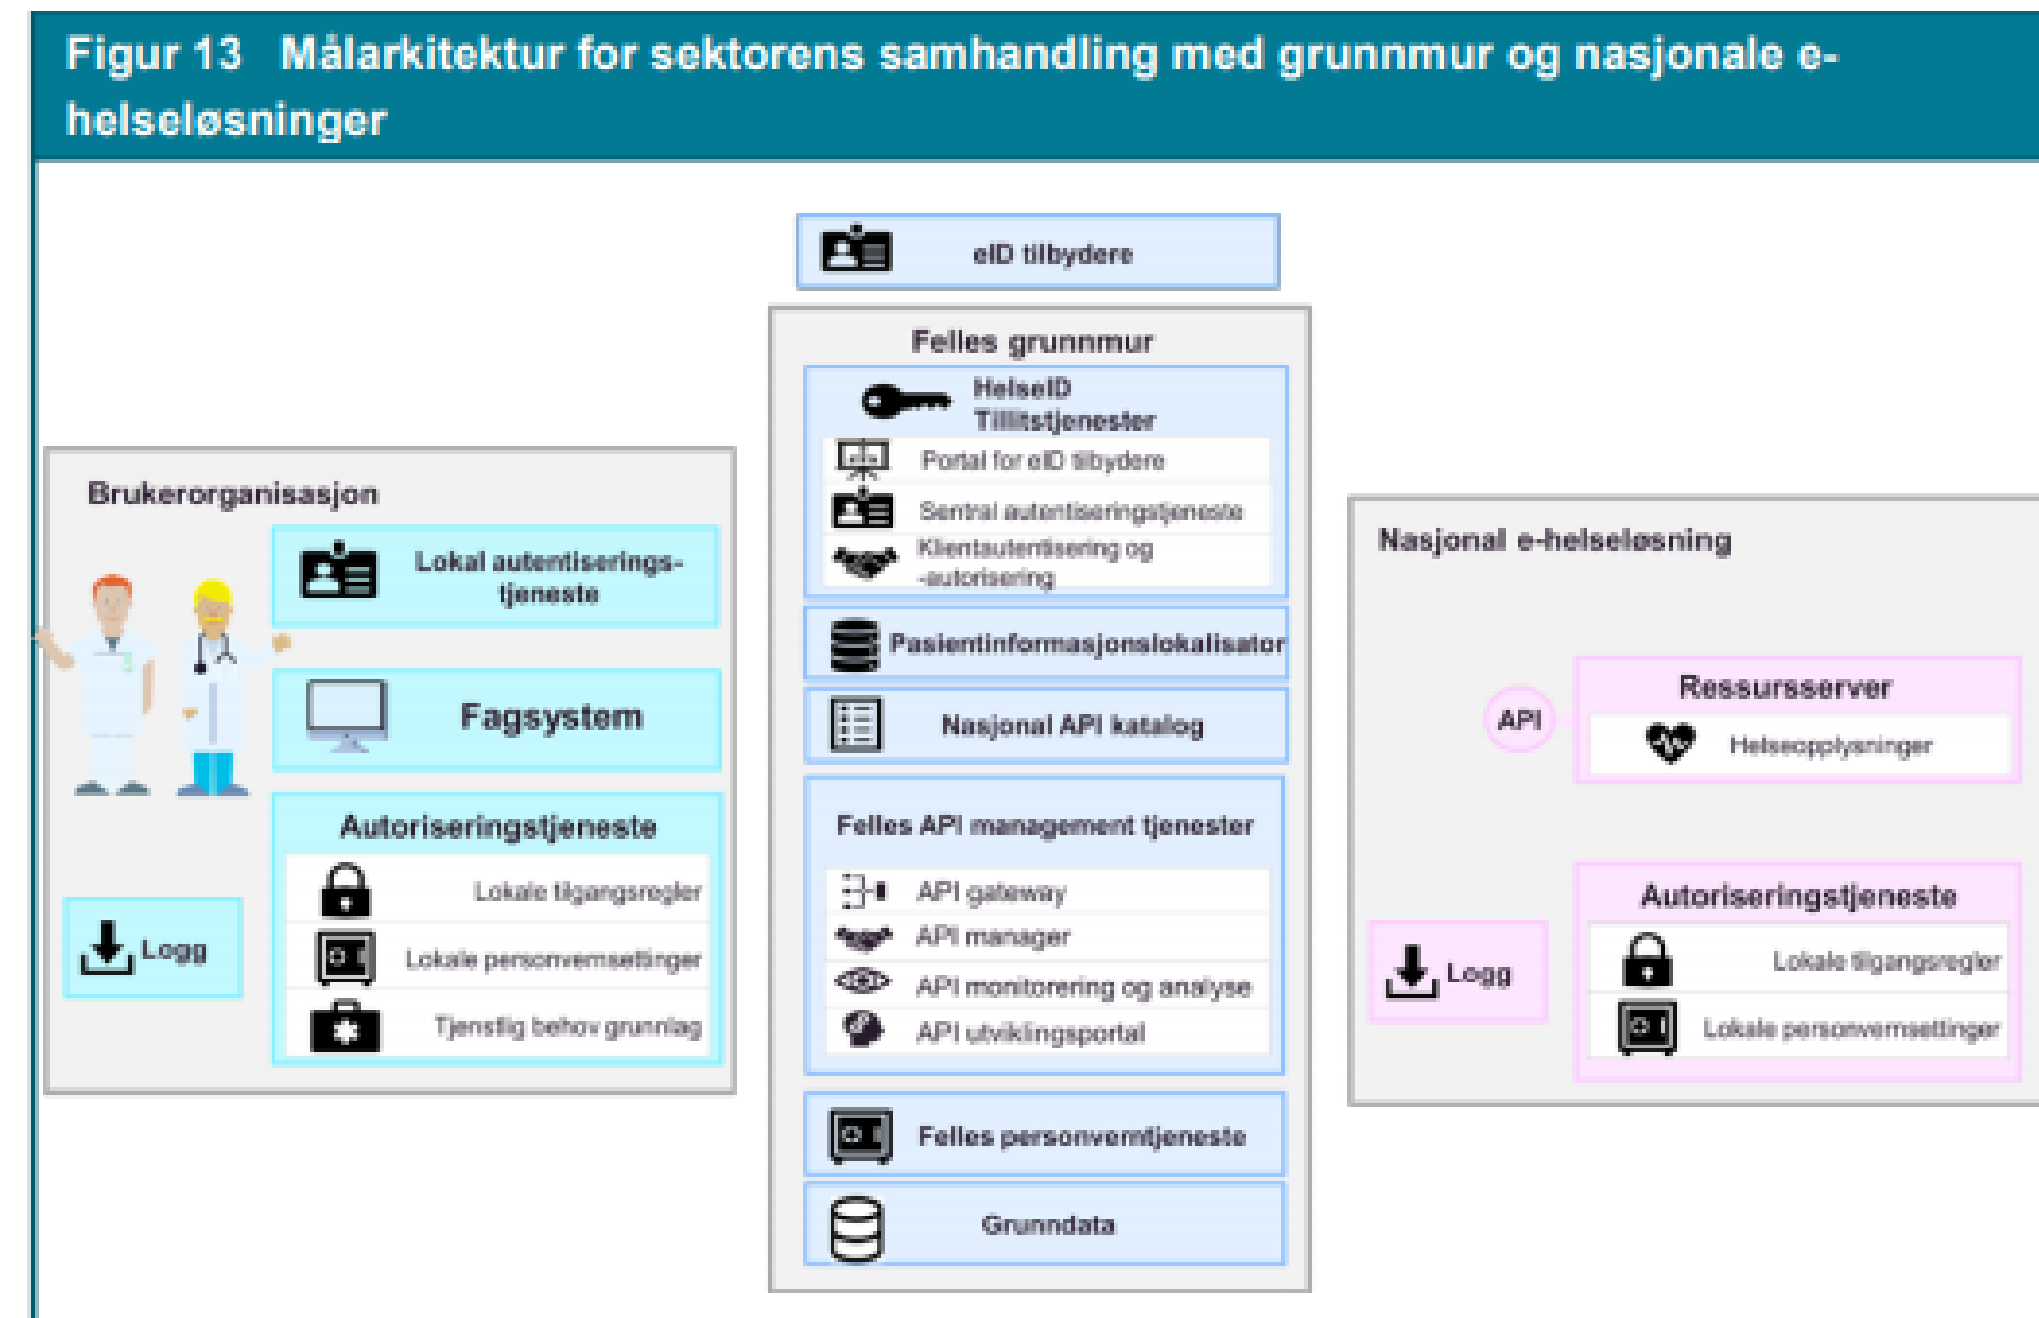 Figur 13 Målarkitektur for sektorens samhandling med grunnmur og nasjonale e-
helseløsninger
eID tilbydere
Felles grunnmur
HelseID
Tillitstjenester
Portal for eID tilbydere
Sentral autentiseringstjeneste
Klientautentisering og
-autorisering
Pasientinformasjonslokalisator
Nasjonal API katalog
Felles API management tjenester
API gateway
API manager
API monitorering og analyse
API utviklingsportal
Felles personverntjeneste
Grunndata
Brukerorganisasjon
Lokal autentiserings-
tjeneste
Fagsystem
Autoriseringstjeneste
Lokale tilgangsregler
Lokale personvernsettinger
Tjenstlig behov grunnlag
Logg
Nasjonal e-helseløsning
API
Ressursserver
Helseopplysninger
Autoriseringstjeneste
Lokale tilgangsregler
Lokale personvernsettinger
Logg